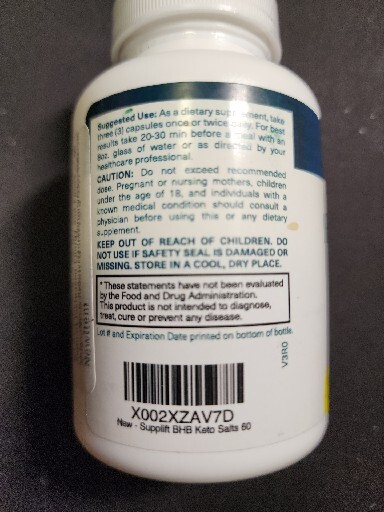 Suggested Use: As a dietary supplement, take
three (3) capsules once or twice daily. For best
results take 20-30 min before a meal with an
8oz. glass of water or as directed by your
healthcare professional.
CAUTION: Do not exceed recommended
dose. Pregnant or nursing mothers, children
under the age of 18, and individuals with a
known medical condition should consult a
physician before using this or any dietary
supplement.
KEEP OUT OF REACH OF CHILDREN. DO
NOT USE IF SAFETY SEAL IS DAMAGED OR
MISSING. STORE IN A COOL, DRY PLACE.
* These statements have not been evaluated
by the Food and Drug Administration.
This product is not intended to diagnose,
treat, cure or prevent any disease.
Lot # and Expiration Date printed on bottom of bottle.
V3R0
X002XZAV7D
New - Supplift BHB Keto Salts 60